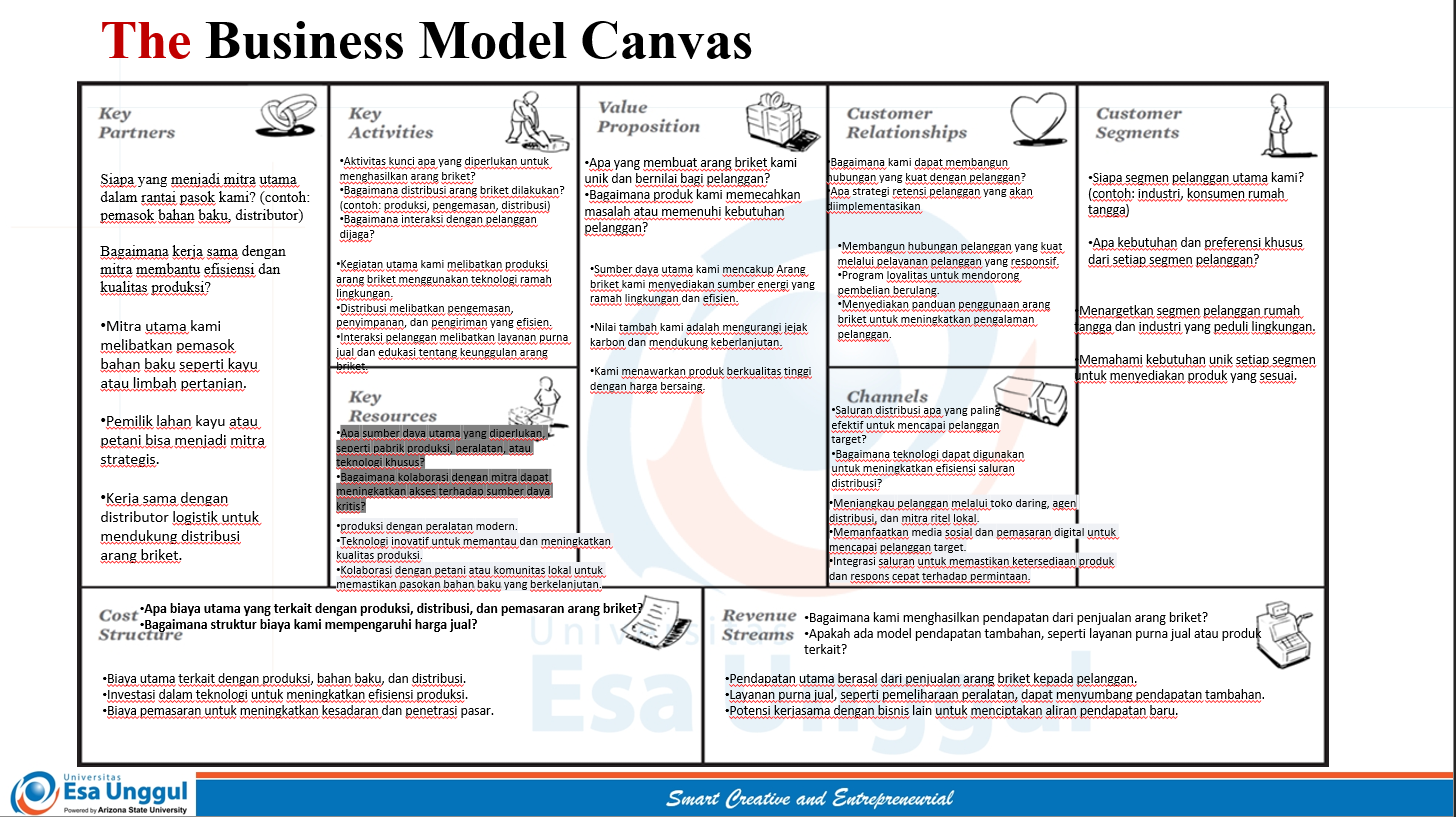 The Business Model Canvas
Key
Partners
Siapa yang menjadi mitra utama
dalam rantai pasok kami? (contoh:
pemasok bahan baku, distributor)
Bagaimana kerja sama dengan
mitra membantu efisiensi dan
kualitas produksi?
•Mitra utama kami
melibatkan pemasok
bahan baku seperti kayu
atau limbah pertanian.
•Pemilik lahan kayu atau
petani bisa menjadi mitra
strategis.
•Kerja sama dengan
distributor logistik untuk
mendukung distribusi
arang briket.
Key
Activities
•Aktivitas kunci apa yang diperlukan untuk
menghasilkan arang briket?
•Bagaimana distribusi arang briket dilakukan?
(contoh: produksi, pengemasan, distribusi)
•Bagaimana interaksi dengan pelanggan
dijaga?
•Kegiatan utama kami melibatkan produksi
arang briket menggunakan teknologi ramah
lingkungan.
•Distribusi melibatkan pengemasan,
penyimpanan, dan pengiriman yang efisien.
•Interaksi pelanggan melibatkan layanan purna
jual dan edukasi tentang keunggulan arang
briket.
Key
Resources
•Apa sumber daya utama yang diperlukan,
seperti pabrik produksi, peralatan, atau
teknologi khusus?
•Bagaimana kolaborasi dengan mitra dapat
meningkatkan akses terhadap sumber daya
kritis?
•produksi dengan peralatan modern.
•Teknologi inovatif untuk memantau dan meningkatkan
kualitas produksi.
•Kolaborasi dengan petani atau komunitas lokal untuk
memastikan pasokan bahan baku yang berkelanjutan.
Value
Proposition
•Apa yang membuat arang briket kami
unik dan bernilai bagi pelanggan?
•Bagaimana produk kami memecahkan
masalah atau memenuhi kebutuhan
pelanggan?
•Sumber daya utama kami mencakup Arang
briket kami menyediakan sumber energi yang
ramah lingkungan dan efisien.
•Nilai tambah kami adalah mengurangi jejak
karbon dan mendukung keberlanjutan.
•Kami menawarkan produk berkualitas tinggi
dengan harga bersaing.
Customer
Relationships
•Bagaimana kami dapat membangun
hubungan yang kuat dengan pelanggan?
•Apa strategi retensi pelanggan yang akan
diimplementasikan
•Membangun hubungan pelanggan yang kuat
melalui pelayanan pelanggan yang responsif.
•Program loyalitas untuk mendorong
pembelian berulang.
•Menyediakan panduan penggunaan arang
briket untuk meningkatkan pengalaman
pelanggan.
Channels
•Saluran distribusi apa yang paling
efektif untuk mencapai pelanggan
target?
•Bagaimana teknologi dapat digunakan
untuk meningkatkan efisiensi saluran
distribusi?
•Menjangkau pelanggan melalui toko daring, agen
distribusi, dan mitra ritel lokal.
•Memanfaatkan media sosial dan pemasaran digital untuk
mencapai pelanggan target.
•Integrasi saluran untuk memastikan ketersediaan produk
dan respons cepat terhadap permintaan.
Customer
Segments
•Siapa segmen pelanggan utama kami?
(contoh: industri, konsumen rumah
tangga)
•Apa kebutuhan dan preferensi khusus
dari setiap segmen pelanggan?
•Menargetkan segmen pelanggan rumah
tangga dan industri yang peduli lingkungan.
•Memahami kebutuhan unik setiap segmen
untuk menyediakan produk yang sesuai.
Cost
Structure
•Apa biaya utama yang terkait dengan produksi, distribusi, dan pemasaran arang briket?
•Bagaimana struktur biaya kami mempengaruhi harga jual?
•Biaya utama terkait dengan produksi, bahan baku, dan distribusi.
•Investasi dalam teknologi untuk meningkatkan efisiensi produksi.
•Biaya pemasaran untuk meningkatkan kesadaran dan penetrasi pasar.
Revenue
Streams
•Bagaimana kami menghasilkan pendapatan dari penjualan arang briket?
•Apakah ada model pendapatan tambahan, seperti layanan purna jual atau produk
terkait?
•Pendapatan utama berasal dari penjualan arang briket kepada pelanggan.
•Layanan purna jual, seperti pemeliharaan peralatan, dapat menyumbang pendapatan tambahan.
•Potensi kerjasama dengan bisnis lain untuk menciptakan aliran pendapatan baru.
Universitas
Esa Unggul
Universitas
Esa Unggul
Powered by Arizona State University
Smart Creative and Entrepreneurial